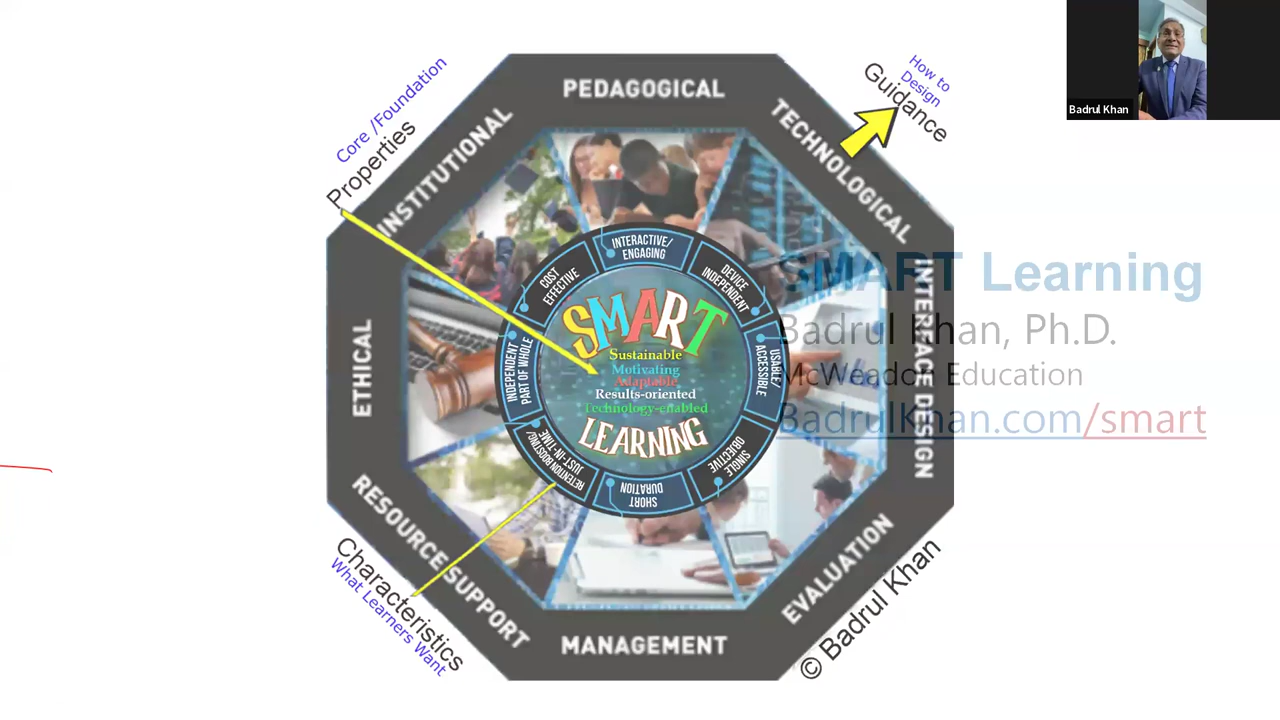 PEDAGOGICAL
TECHNOLOGICAL
INTERFACE DESIGN
EVALUATION
MANAGEMENT
RESOURCE SUPPORT
ETHICAL
INSTITUTIONAL
Core /Foundation
Properties
How to
Design
Guidance
Characteristics
What Learners Want
© Badrul Khan
INTERACTIVE/
ENGAGING
DEVICE
INDEPENDENT
USABLE/
ACCESSIBLE
SINGLE
OBJECTIVE
SHORT
DURATION
RETENTION BOOSTING/
JUST-IN-TIME
INDEPENDENT
PART OF WHOLE
COST
EFFECTIVE
SMART
Sustainable
Motivating
Adaptable
Results-oriented
Technology-enabled
LEARNING
SMART Learning
Badrul Khan, Ph.D.
McWeadon Education
BadrulKhan.com/smart
Badrul Khan